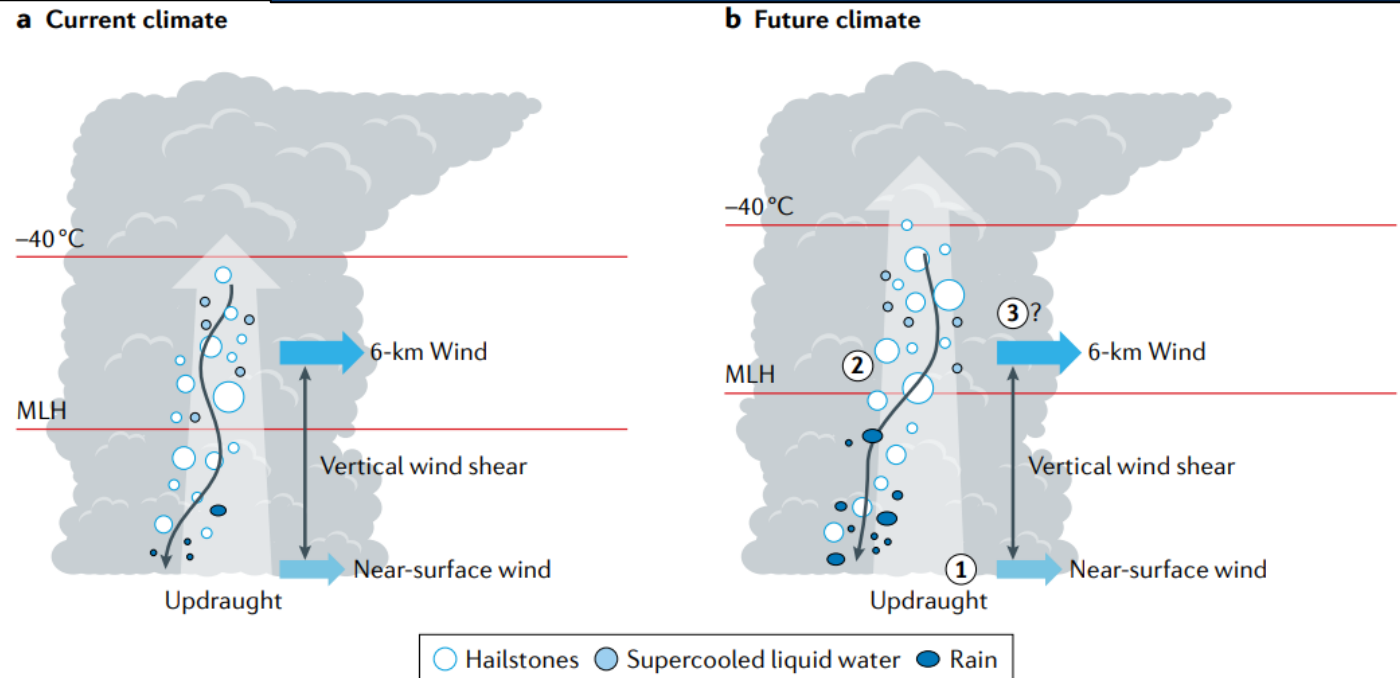 a Current climate
–40 °C
MLH
6-km Wind
Vertical wind shear
Near-surface wind
Updraught
b Future climate
–40 °C
3 ?
6-km Wind
2
MLH
Vertical wind shear
1
Near-surface wind
Updraught
Hailstones Supercooled liquid water Rain